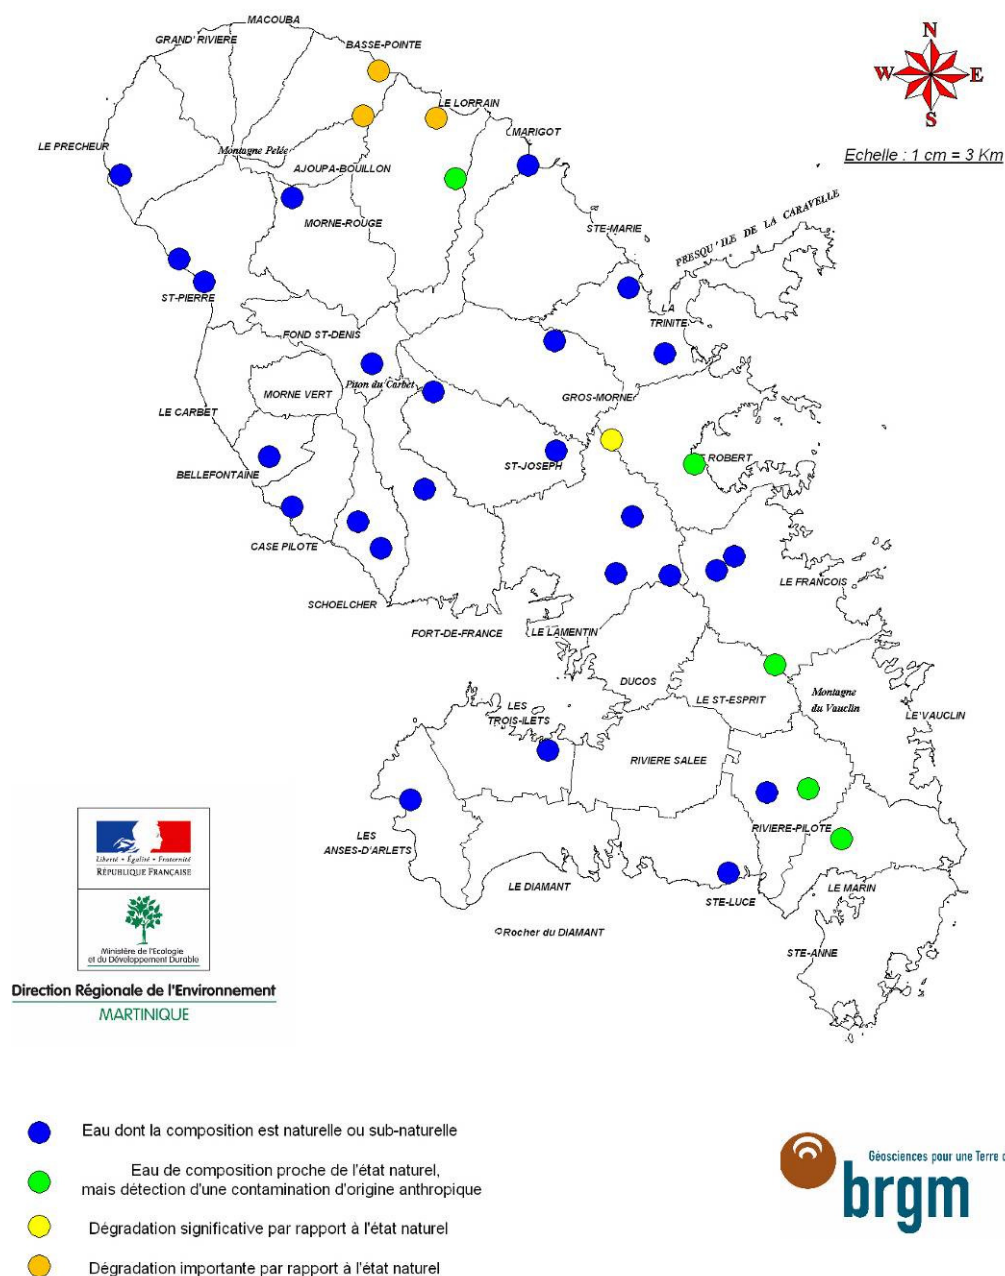 MACOUBA
GRAND' RIVIERE
BASSE-POINTE
N
W E
S
LE LORRAIN
MARIGOT
LE PRECHEUR
Montagne Pelée
AJOUPA-BOUILLON
Echelle : 1 cm = 3 Km
MORNE-ROUGE
STE-MARIE
PRESQU'ILE DE LA CARAVELLE
ST-PIERRE
LA
TRINITE
FOND ST-DENIS
Piton du Carbet
MORNE VERT
GROS-MORNE
LE CARBET
ST-JOSEPH
E ROBERT
BELLEFONTAINE
CASE PILOTE
LE FRANCOIS
SCHOELCHER
FORT-DE-FRANCE
LE LAMENTIN
DUCOS
LE ST-ESPRIT
Montagne
du Vauclin
LE VAUCLIN
LES
TROIS-ILETS
RIVIERE SALEE
RIVIERE-PILOTE
LES
ANSES-D'ARLETS
LE DIAMANT
STE-LUCE
LE MARIN
Rocher du DIAMANT
STE-ANNE
Liberté • Égalité • Fraternité
RÉPUBLIQUE FRANÇAISE
Ministère de l'Ecologie
et du Développement Durable
Direction Régionale de l'Environnement
MARTINIQUE
Eau dont la composition est naturelle ou sub-naturelle
Eau de composition proche de l'état naturel,
mais détection d'une contamination d'origine anthropique
Dégradation significative par rapport à l'état naturel
Dégradation importante par rapport à l'état naturel
Géosciences pour une Terre
brgm